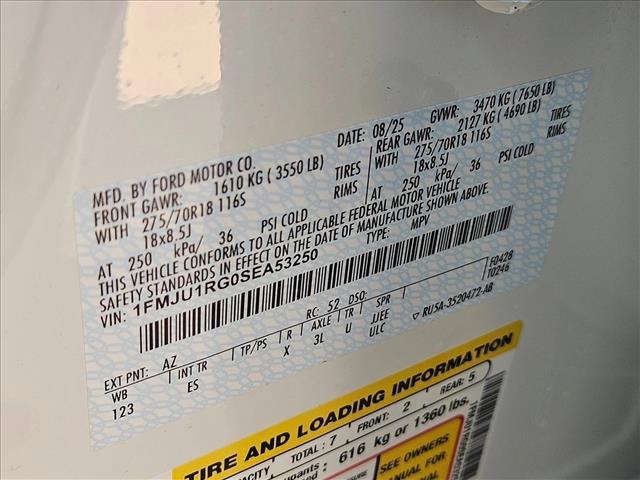 MFD. BY FORD MOTOR CO.
DATE: 08/25 GVWR: 3470 KG ( 7650 LB)
FRONT GAWR: 1610 KG ( 3550 LB) REAR GAWR: 2127 KG ( 4690 LB)
WITH 275/70R18 116S TIRES 275/70R18 116S TIRES
18x8.5J RIMS 18x8.5J RIMS
AT 250 kPa/ 36 PSI COLD AT 250 kPa/ 36 PSI COLD
THIS VEHICLE CONFORMS TO ALL APPLICABLE FEDERAL MOTOR VEHICLE
SAFETY STANDARDS IN EFFECT ON THE DATE OF MANUFACTURE SHOWN ABOVE.
VIN: 1FMJU1RG0SEA53250 TYPE: MPV
F0428
T0246
EXT PNT: AZ RC: 52 DSO:
WB INT TR TP/PS R AXLE TR SPR
123 ES X 3L U IJEE
ULC
RU5A-3520472-AB
TIRE AND LOADING INFORMATION
TOTAL: 7 FRONT: 2 REAR: 5
616 kg or 1360 lbs.
SEE OWNERS
MANUAL FOR